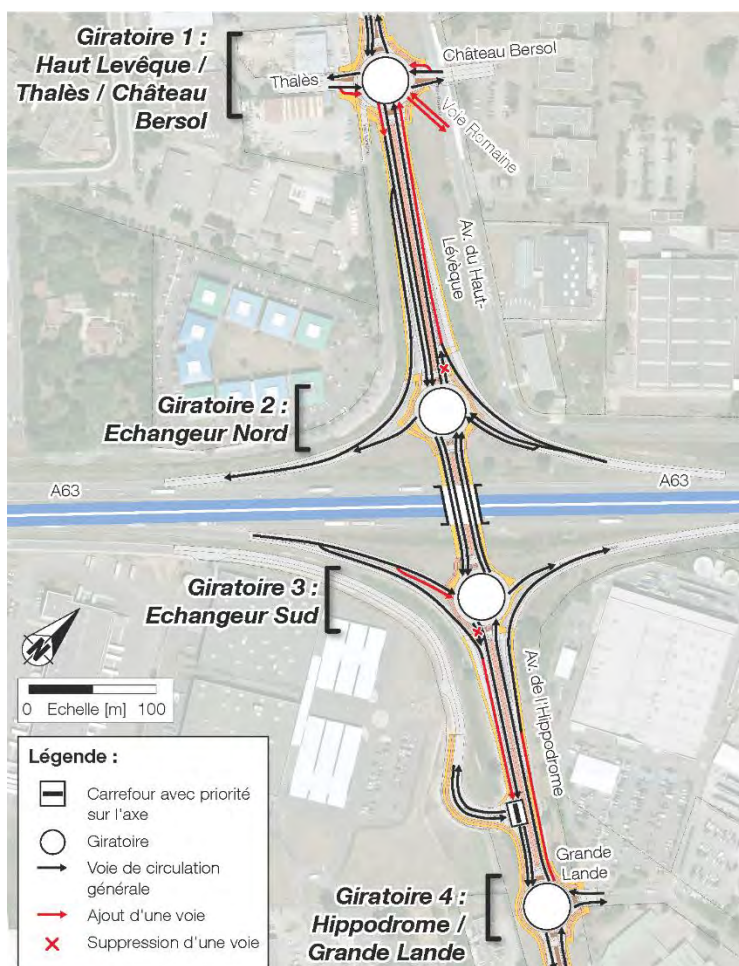 Giratoire 1 :
Haut Levêque /
Thalès / Château
Bersol
Thalès
Château Bersol
Voie Romaine
Av. du Haut-
Lévèque
Giratoire 2 :
Echangeur Nord
A63
A63
Giratoire 3 :
Echangeur Sud
Av. de l'Hippodrome
N
0 Echelle [m] 100
Légende :
Carrefour avec priorité
sur l'axe
Giratoire
Voie de circulation
générale
Ajout d'une voie
Suppression d'une voie
Grande
Lande
Giratoire 4 :
Hippodrome /
Grande Lande